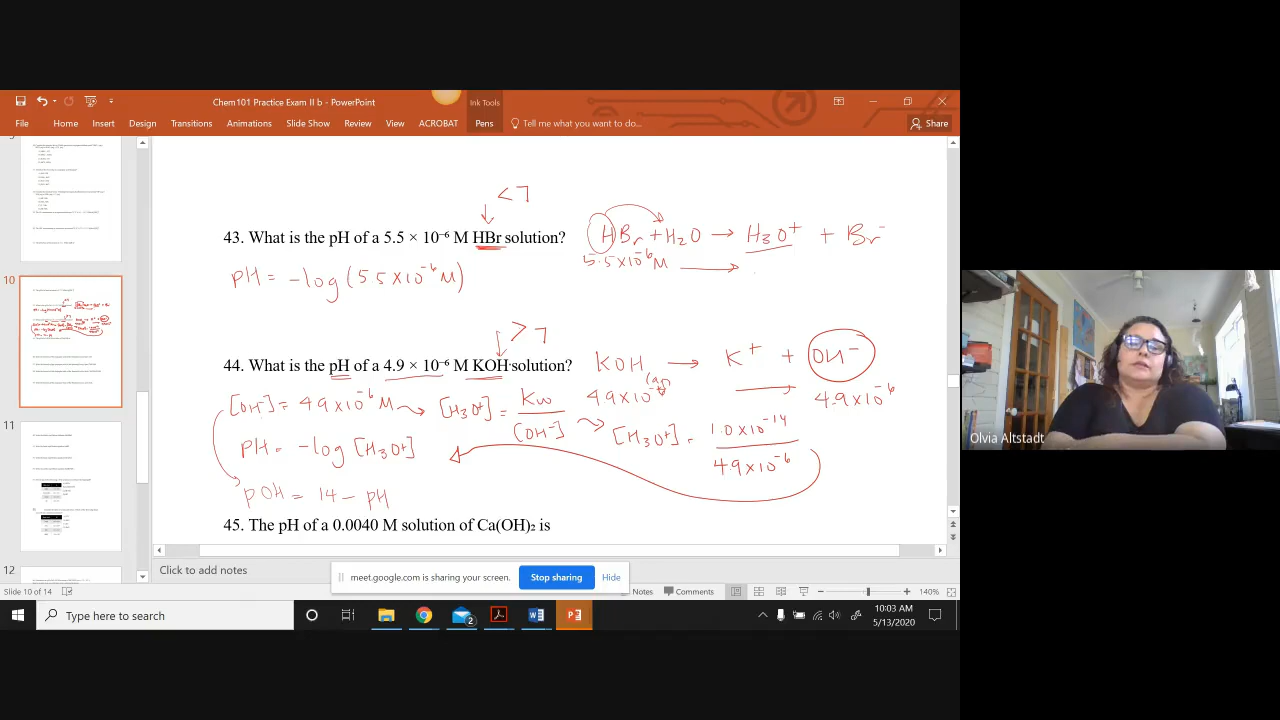 Chem101 Practice Exam II b - PowerPoint
Ink Tools
File Home Insert Design Transitions Animations Slide Show Review View ACROBAT Pens Tell me what you want to do... Share
< 7
43. What is the pH of a 5.5 × 10⁻⁶ M HBr solution?
HBr + H2O → H3O+ + Br-
5.5x10⁻⁶M
pH = -log (5.5x10⁻⁶M)
> 7
44. What is the pH of a 4.9 × 10⁻⁶ M KOH solution?
KOH → K+ + OH-
(aq)
4.9x10⁻⁶
4.9x10⁻⁶
[OH-] = 4.9x10⁻⁶ M
[H3O+] = Kw / [OH-]
[H3O+] = 1.0x10⁻¹⁴ / 4.9x10⁻⁶
pH = -log [H3O+]
pOH = 14 - pH
45. The pH of a 0.0040 M solution of Ca(OH)₂ is
10
11
12
Click to add notes
meet.google.com is sharing your screen. Stop sharing Hide
Slide 10 of 14
Notes Comments 140%
Type here to search
2
10:03 AM
5/13/2020
Olvia Altstadt